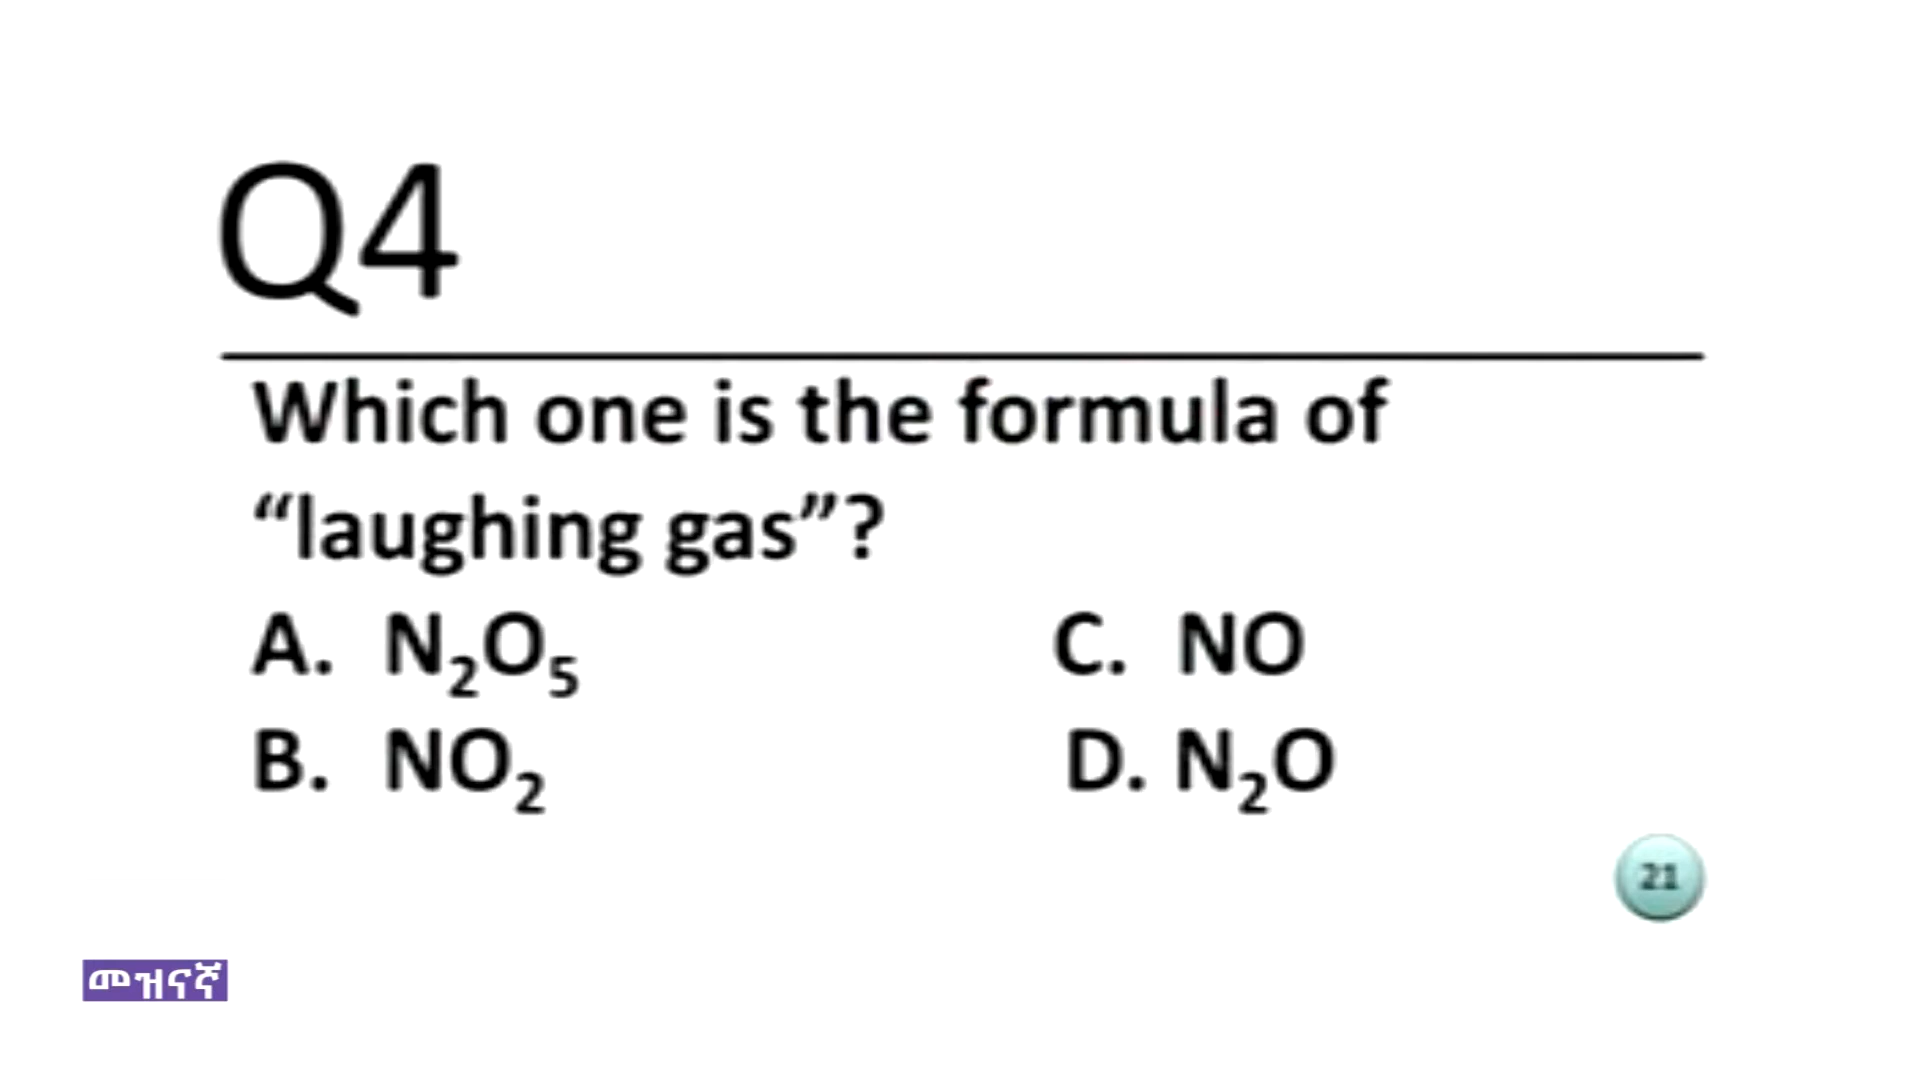 Q4
Which one is the formula of
“laughing gas”?
A. N₂O₅ C. NO
B. NO₂ D. N₂O
21
መዝናኛ